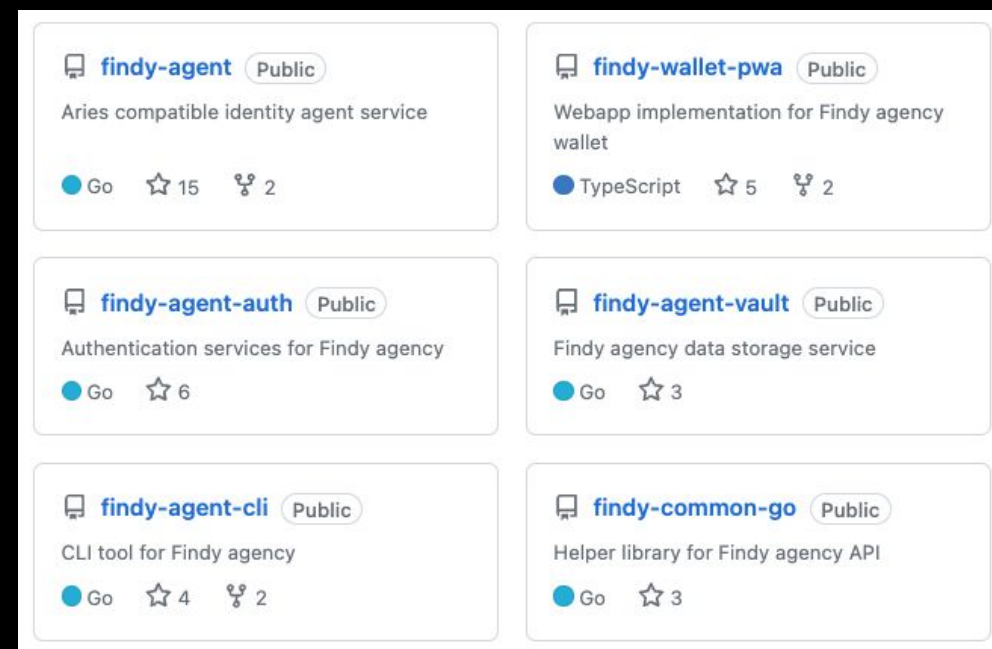 findy-agent Public
Aries compatible identity agent service
Go 15 2
findy-wallet-pwa Public
Webapp implementation for Findy agency
wallet
TypeScript 5 2
findy-agent-auth Public
Authentication services for Findy agency
Go 6
findy-agent-vault Public
Findy agency data storage service
Go 3
findy-agent-cli Public
CLI tool for Findy agency
Go 4 2
findy-common-go Public
Helper library for Findy agency API
Go 3